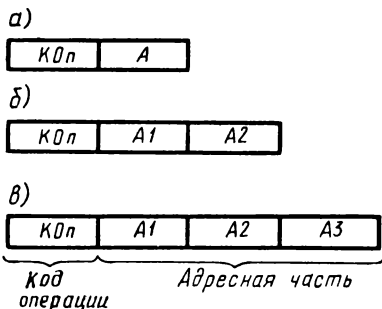 а)
КОп А
б)
КОп А1 А2
в)
КОп А1 А2 А3
Код Адресная часть
операции